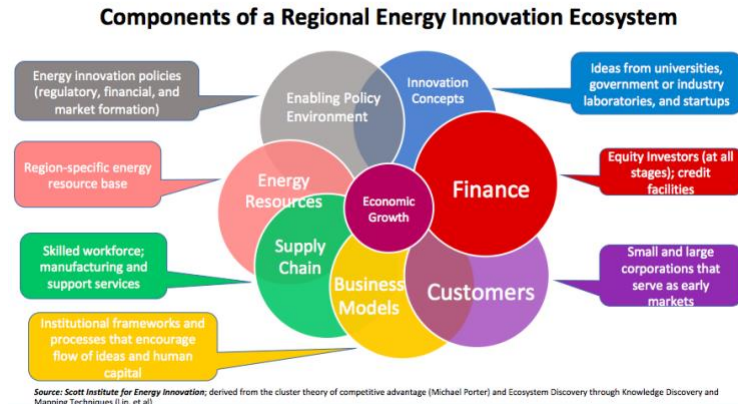 Components of a Regional Energy Innovation Ecosystem
Energy innovation policies
(regulatory, financial, and
market formation)
Enabling Policy
Environment
Innovation
Concepts
Ideas from universities,
government or industry
laboratories, and startups
Region-specific energy
resource base
Energy
Resources
Economic
Growth
Finance
Equity Investors (at all
stages); credit
facilities
Skilled workforce;
manufacturing and
support services
Supply
Chain
Business
Models
Customers
Small and large
corporations that
serve as early
markets
Institutional frameworks and
processes that encourage
flow of ideas and human
capital
Source: Scott Institute for Energy Innovation; derived from the cluster theory of competitive advantage (Michael Porter) and Ecosystem Discovery through Knowledge Discovery and
Mapping Techniques (Lin, et al)